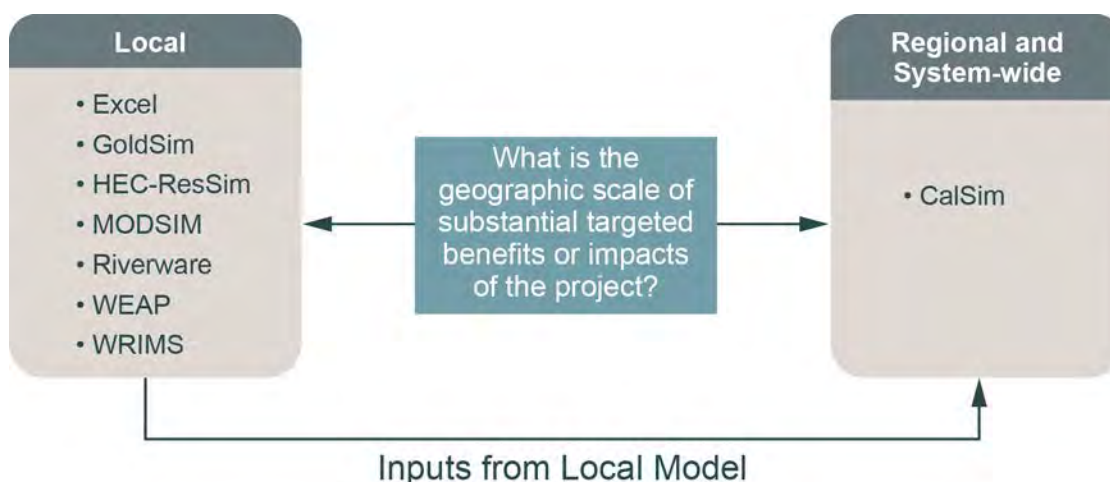 Local
• Excel
• GoldSim
• HEC-ResSim
• MODSIM
• Riverware
• WEAP
• WRIMS
What is the
geographic scale of
substantial targeted
benefits or impacts
of the project?
Regional and
System-wide
• CalSim
Inputs from Local Model